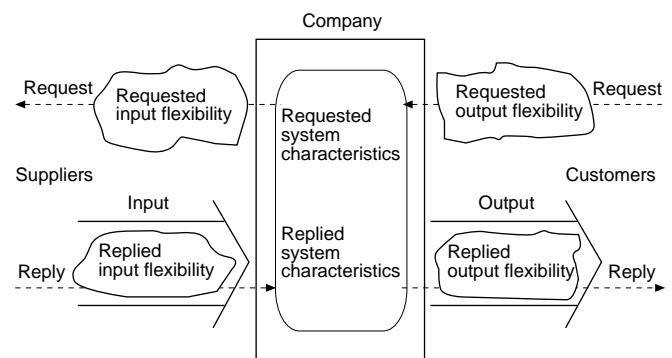 Company
Request
Requested
input flexibility
Requested
system
characteristics
Requested
output flexibility
Request
Suppliers
Customers
Input
Output
Reply
Replied
input flexibility
Replied
system
characteristics
Replied
output flexibility
Reply